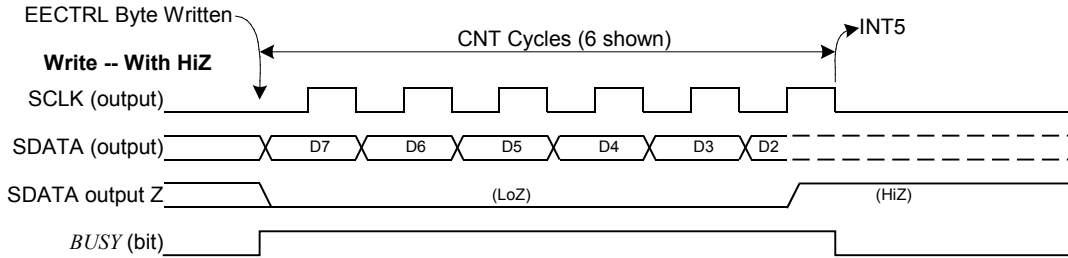 EECTRL Byte Written
CNT Cycles (6 shown)
INT5
Write -- With HiZ
SCLK (output)
SDATA (output)
D7 D6 D5 D4 D3 D2
SDATA output Z
(LoZ)
(HiZ)
BUSY (bit)